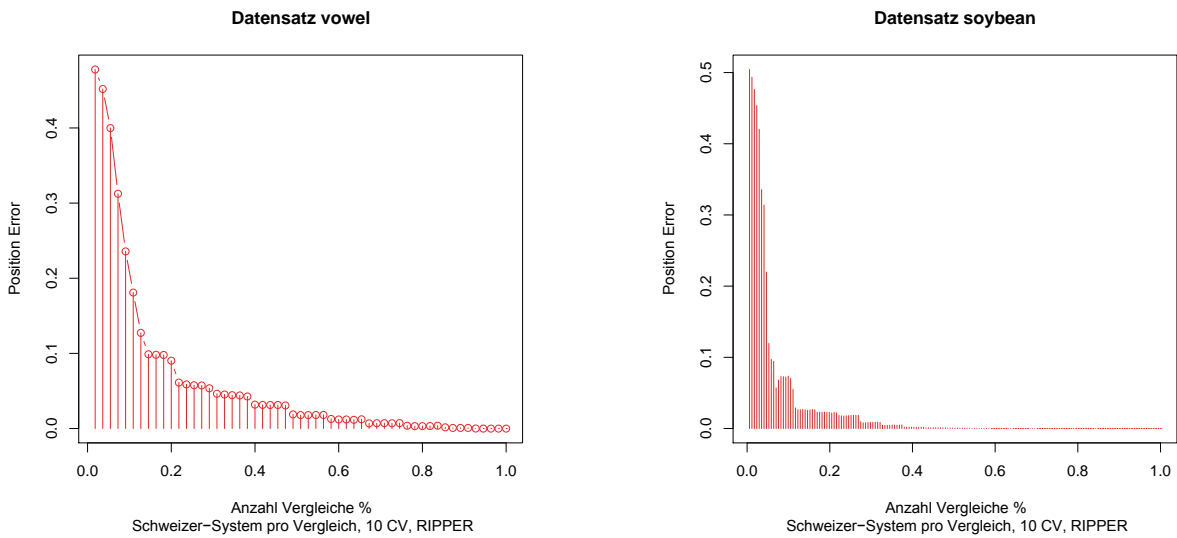 Datensatz vowel
Position Error
0.0
0.1
0.2
0.3
0.4
0.0 0.2 0.4 0.6 0.8 1.0
Anzahl Vergleiche %
Schweizer−System pro Vergleich, 10 CV, RIPPER
Datensatz soybean
Position Error
0.0
0.1
0.2
0.3
0.4
0.5
0.0 0.2 0.4 0.6 0.8 1.0
Anzahl Vergleiche %
Schweizer−System pro Vergleich, 10 CV, RIPPER